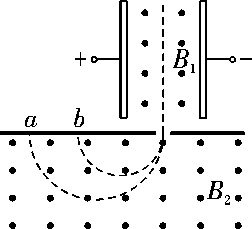 + B₁ −
a b
B₂